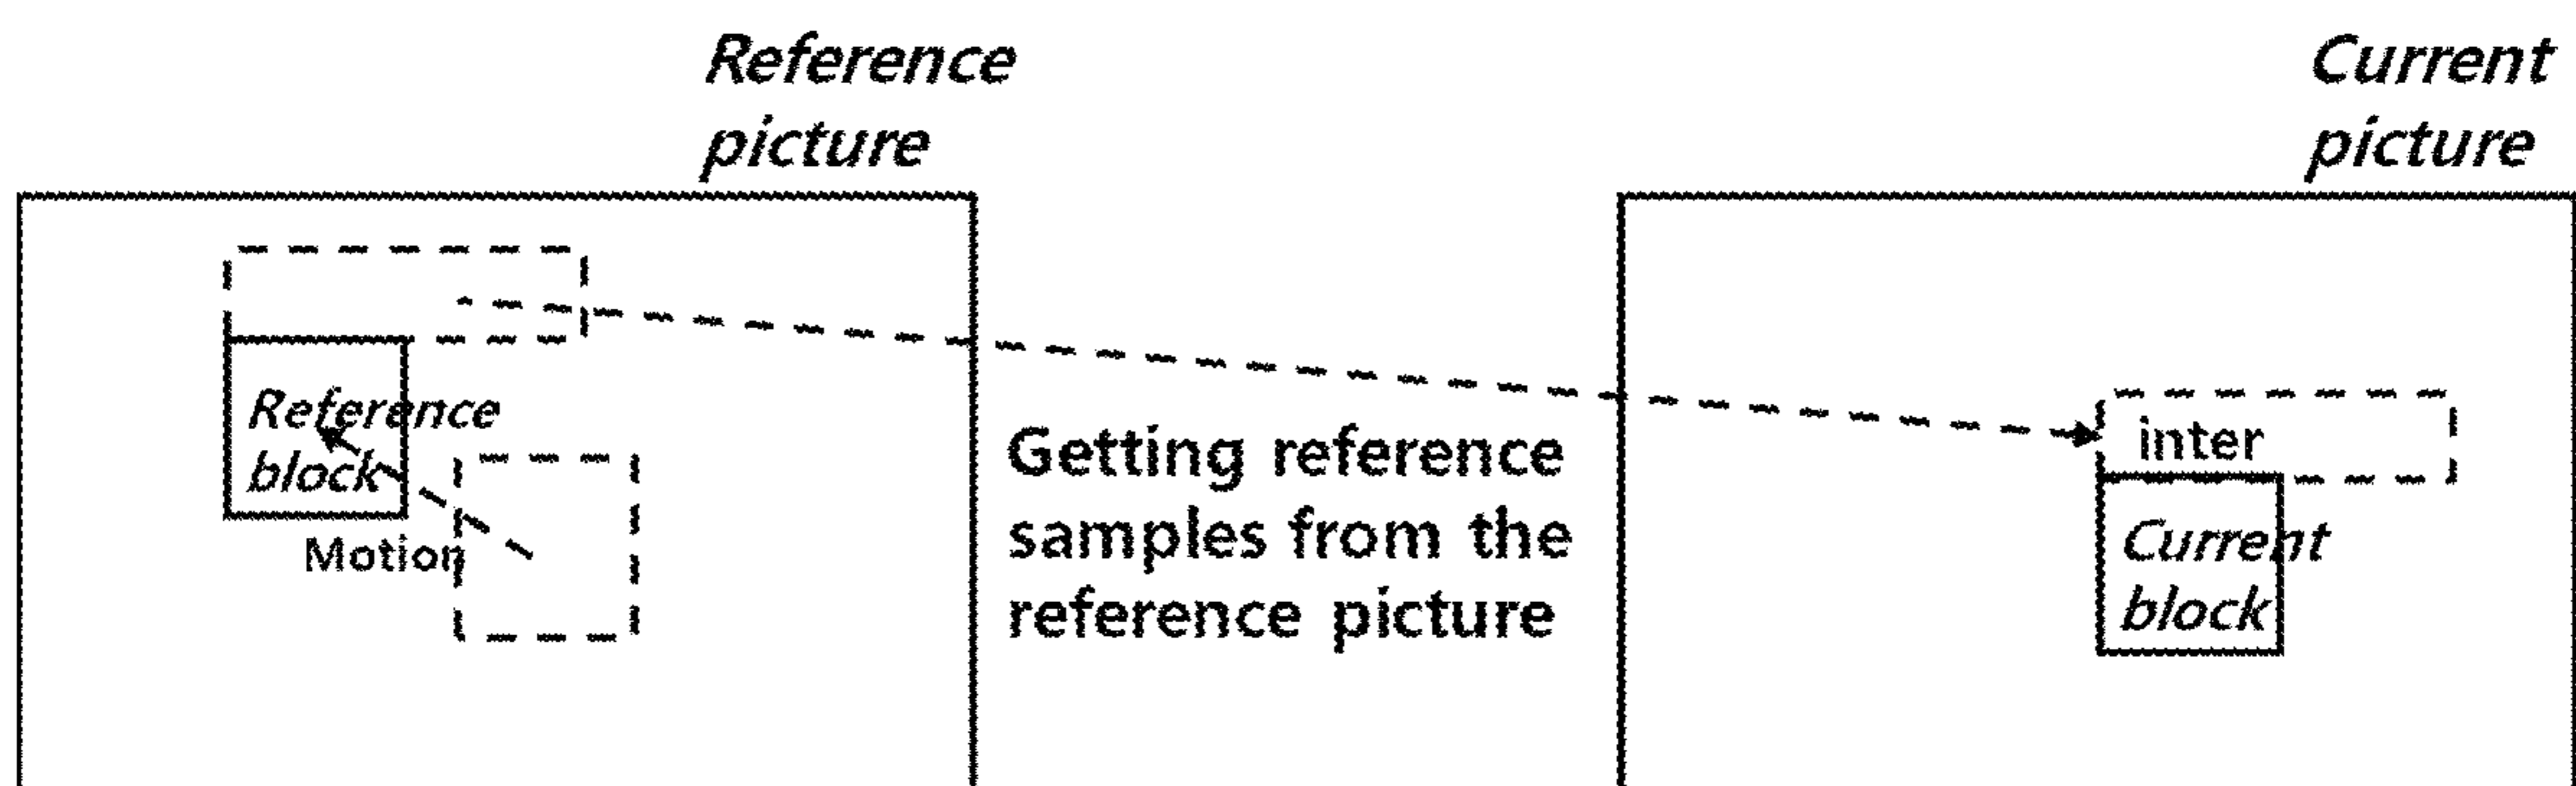 Reference
picture
Current
picture
Reference
block
Motion
Getting reference
samples from the
reference picture
inter
Current
block